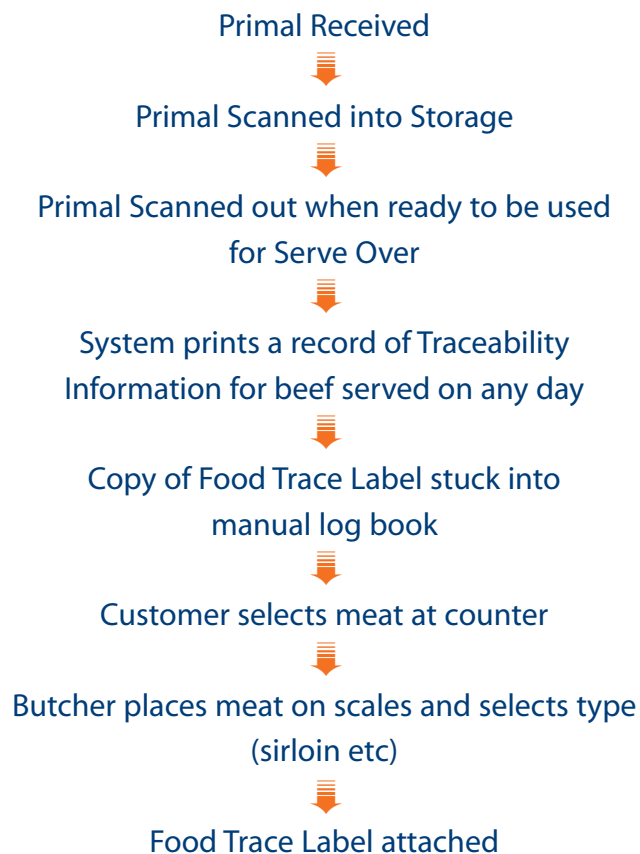 Primal Received
Primal Scanned into Storage
Primal Scanned out when ready to be used
for Serve Over
System prints a record of Traceability
Information for beef served on any day
Copy of Food Trace Label stuck into
manual log book
Customer selects meat at counter
Butcher places meat on scales and selects type
(sirloin etc)
Food Trace Label attached